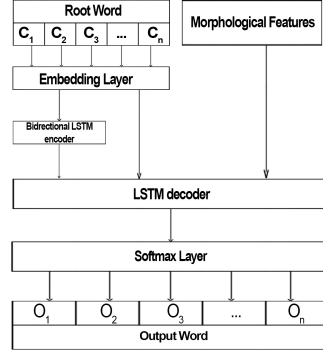 Root Word
C1 C2 C3 ... Cn
Morphological Features
Embedding Layer
Bidrectional LSTM
encoder
LSTM decoder
Softmax Layer
O1 O2 O3 ... On
Output Word